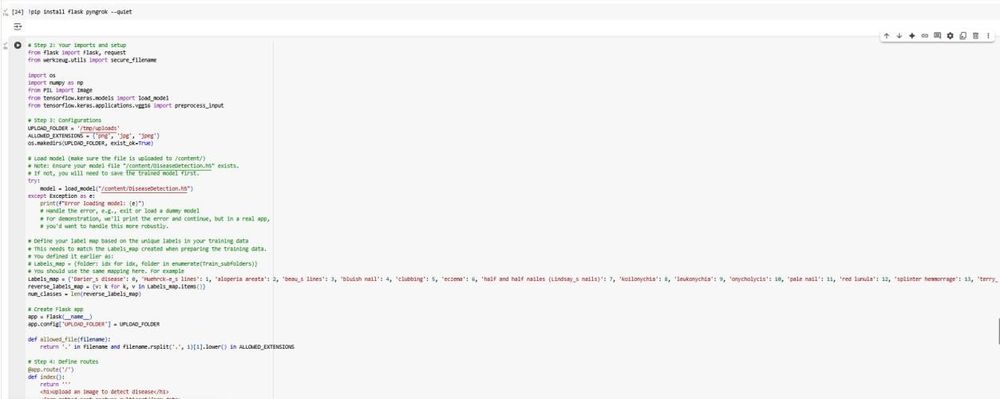 11s [24] !pip install flask pyngrok --quiet
0s
# Step 2: Your imports and setup
from flask import Flask, request
from werkzeug.utils import secure_filename
import os
import numpy as np
from PIL import Image
from tensorflow.keras.models import load_model
from tensorflow.keras.applications.vgg16 import preprocess_input
# Step 3: Configurations
UPLOAD_FOLDER = '/tmp/uploads'
ALLOWED_EXTENSIONS = {'png', 'jpg', 'jpeg'}
os.makedirs(UPLOAD_FOLDER, exist_ok=True)
# Load model (make sure the file is uploaded to /content/)
# Note: Ensure your model file "/content/DiseaseDetection.h5" exists.
# If not, you will need to save the trained model first.
try:
    model = load_model("/content/DiseaseDetection.h5")
except Exception as e:
    print(f"Error loading model: {e}")
    # Handle the error, e.g., exit or load a dummy model
    # For demonstration, we'll print the error and continue, but in a real app,
    # you'd want to handle this more robustly.
# Define your label map based on the unique labels in your training data
# This needs to match the Labels_map created when preparing the training data.
# You defined it earlier as:
# Labels_map = {folder: idx for idx, folder in enumerate(Train_subfolders)}
# You should use the same mapping here. For example
Labels_map = {'Darier_s disease': 0, 'Muehrck-e_s lines': 1, 'aloperia areata': 2, 'beau_s lines': 3, 'bluish nail': 4, 'clubbing': 5, 'eczema': 6, 'half and half nailes (Lindsay_s nails)': 7, 'koilonychia': 8, 'leukonychia': 9, 'onycholycis': 10, 'pale nail': 11, 'red lunula': 12, 'splinter hemmorrage': 13, 'terry_
reverse_labels_map = {v: k for k, v in Labels_map.items()}
num_classes = len(reverse_labels_map)
# Create Flask app
app = Flask(__name__)
app.config['UPLOAD_FOLDER'] = UPLOAD_FOLDER
def allowed_file(filename):
    return '.' in filename and filename.rsplit('.', 1)[1].lower() in ALLOWED_EXTENSIONS
# Step 4: Define routes
@app.route('/')
def index():
    return '''
    <h1>Upload an image to detect disease</h1>